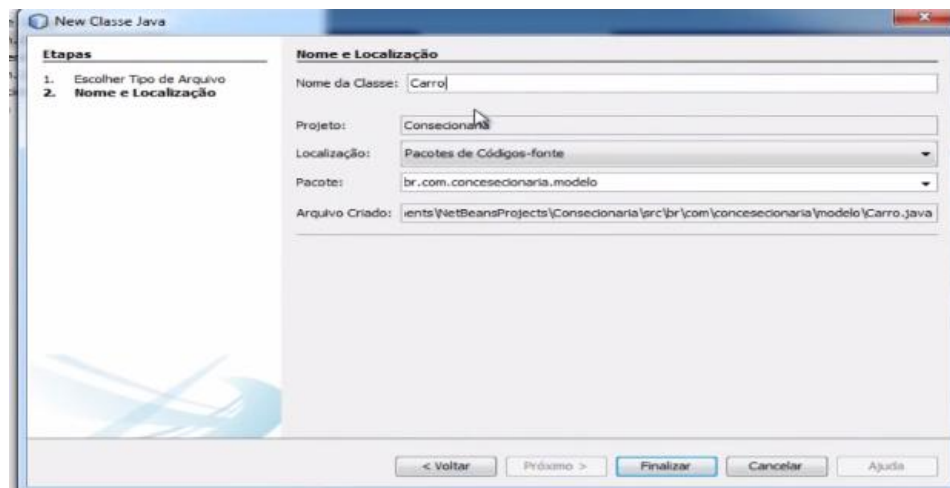 New Classe Java
Etapas
1. Escolher Tipo de Arquivo
2. Nome e Localização
Nome e Localização
Nome da Classe: Carro
Projeto: Consecionaria
Localização: Pacotes de Códigos-fonte
Pacote: br.com.concesecionaria.modelo
Arquivo Criado: ients\NetBeansProjects\Consecionaria\src\br\com\concesecionaria\modelo\Carro.java
< Voltar
Próximo >
Finalizar
Cancelar
Ajuda